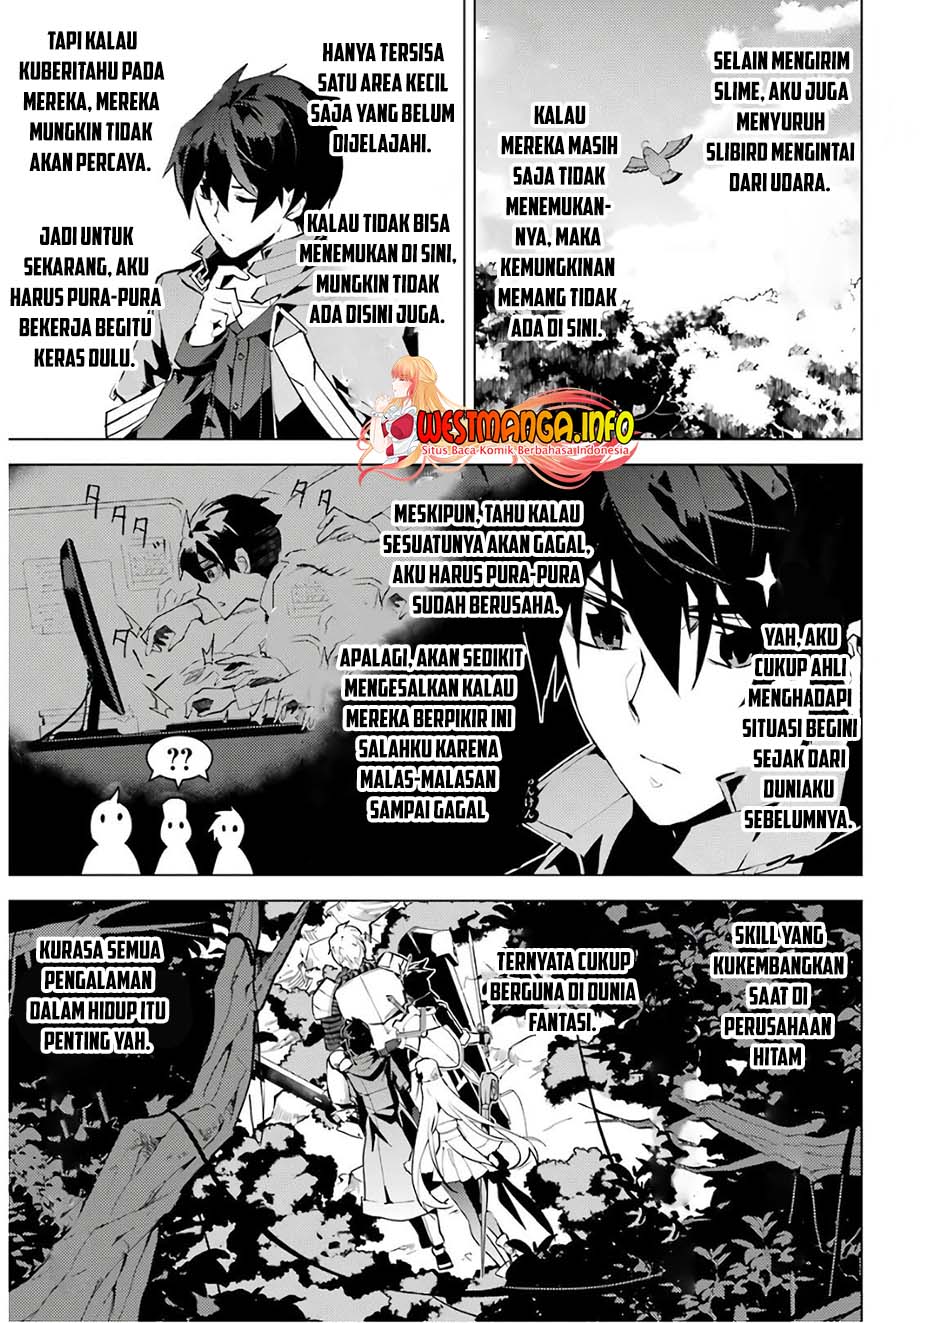 SELAIN MENGIRIM
SLIME, AKU JUGA
MENYURUH
SLIBIRD MENGINTAI
DARI UDARA.
KALAU
MEREKA MASIH
SAJA TIDAK
MENEMUKAN-
NYA, MAKA
KEMUNGKINAN
MEMANG TIDAK
ADA DI SINI.
HANYA TERSISA
SATU AREA KECIL
SAJA YANG BELUM
DIJELAJAHI.
KALAU TIDAK BISA
MENEMUKAN DI SINI,
MUNGKIN TIDAK
ADA DISINI JUGA.
TAPI KALAU
KUBERITAHU PADA
MEREKA, MEREKA
MUNGKIN TIDAK
AKAN PERCAYA.
JADI UNTUK
SEKARANG, AKU
HARUS PURA-PURA
BEKERJA BEGITU
KERAS DULU.
WESTMANGA.INFO
Situs Baca Komik Berbahasa Indonesia
YAH, AKU
CUKUP AHLI
MENGHADAPI
SITUASI BEGINI
SEJAK DARI
DUNIAKU
SEBELUMNYA.
MESKIPUN, TAHU KALAU
SESUATUNYA AKAN GAGAL,
AKU HARUS PURA-PURA
SUDAH BERUSAHA.
APALAGI, AKAN SEDIKIT
MENGESALKAN KALAU
MEREKA BERPIKIR INI
SALAHKU KARENA
MALAS-MALASAN
SAMPAI GAGAL
タタタ
タタタ
??
SKILL YANG
KUKEMBANGKAN
SAAT DI
PERUSAHAAN
HITAM
TERNYATA CUKUP
BERGUNA DI DUNIA
FANTASI.
KURASA SEMUA
PENGALAMAN
DALAM HIDUP ITU
PENTING YAH.